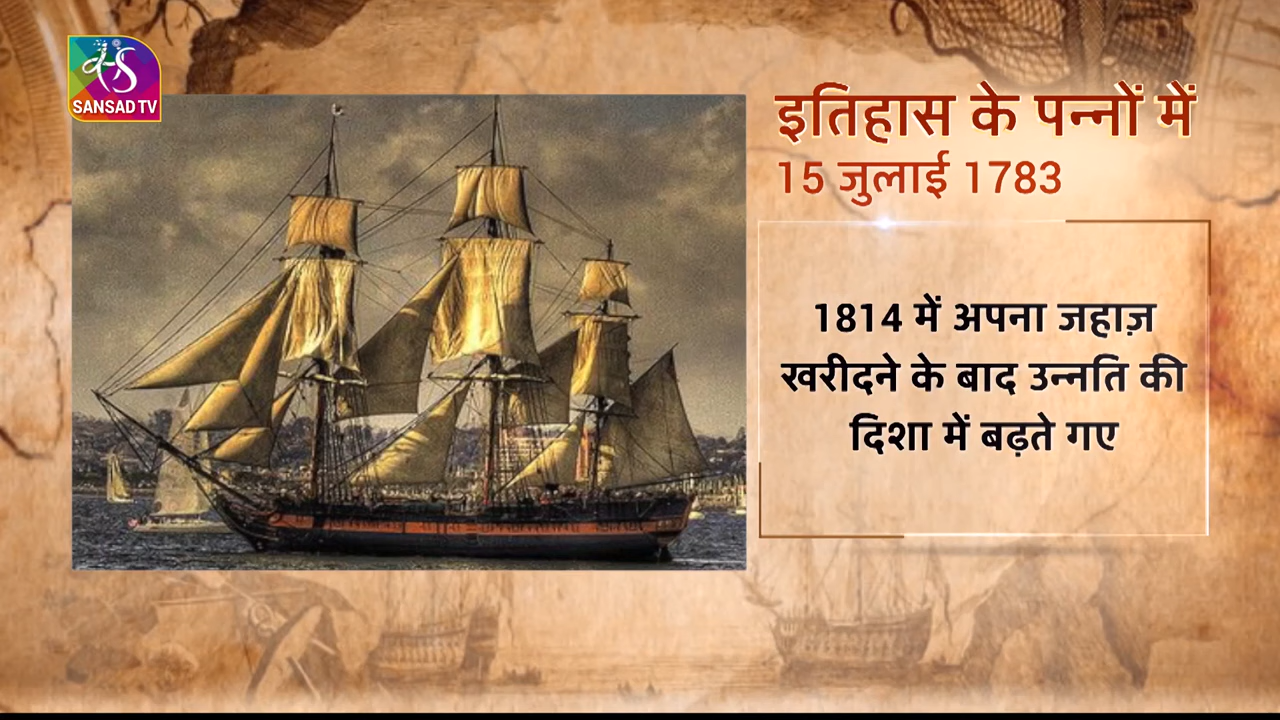 SANSAD TV
इतिहास के पन्नों में
15 जुलाई 1783
1814 में अपना जहाज़
खरीदने के बाद उन्नति की
दिशा में बढ़ते गए